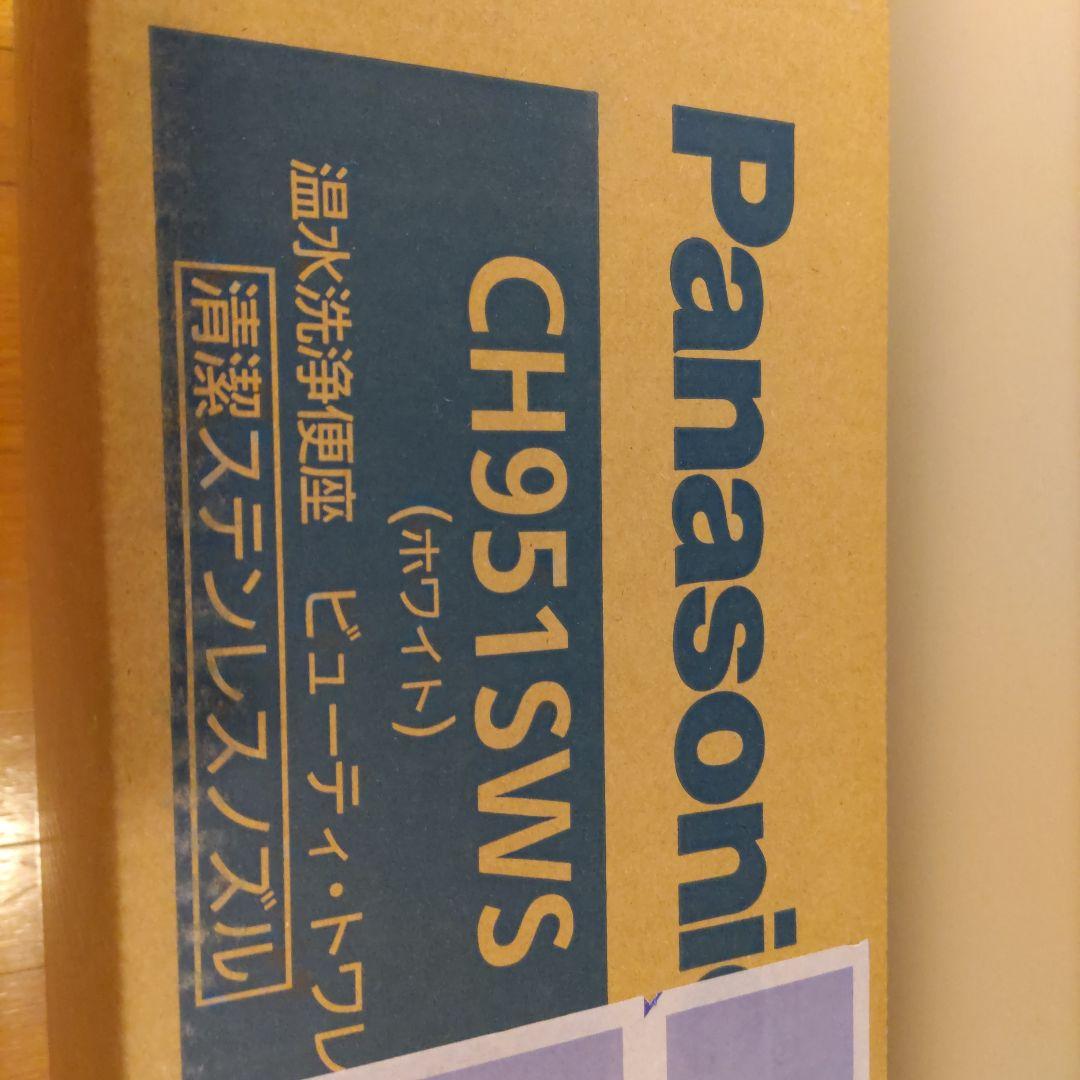 Panasonic
CH951SWS
(ホワイト)
温水洗浄便座 ビューティ・トワレ
清潔ステンレスノズル